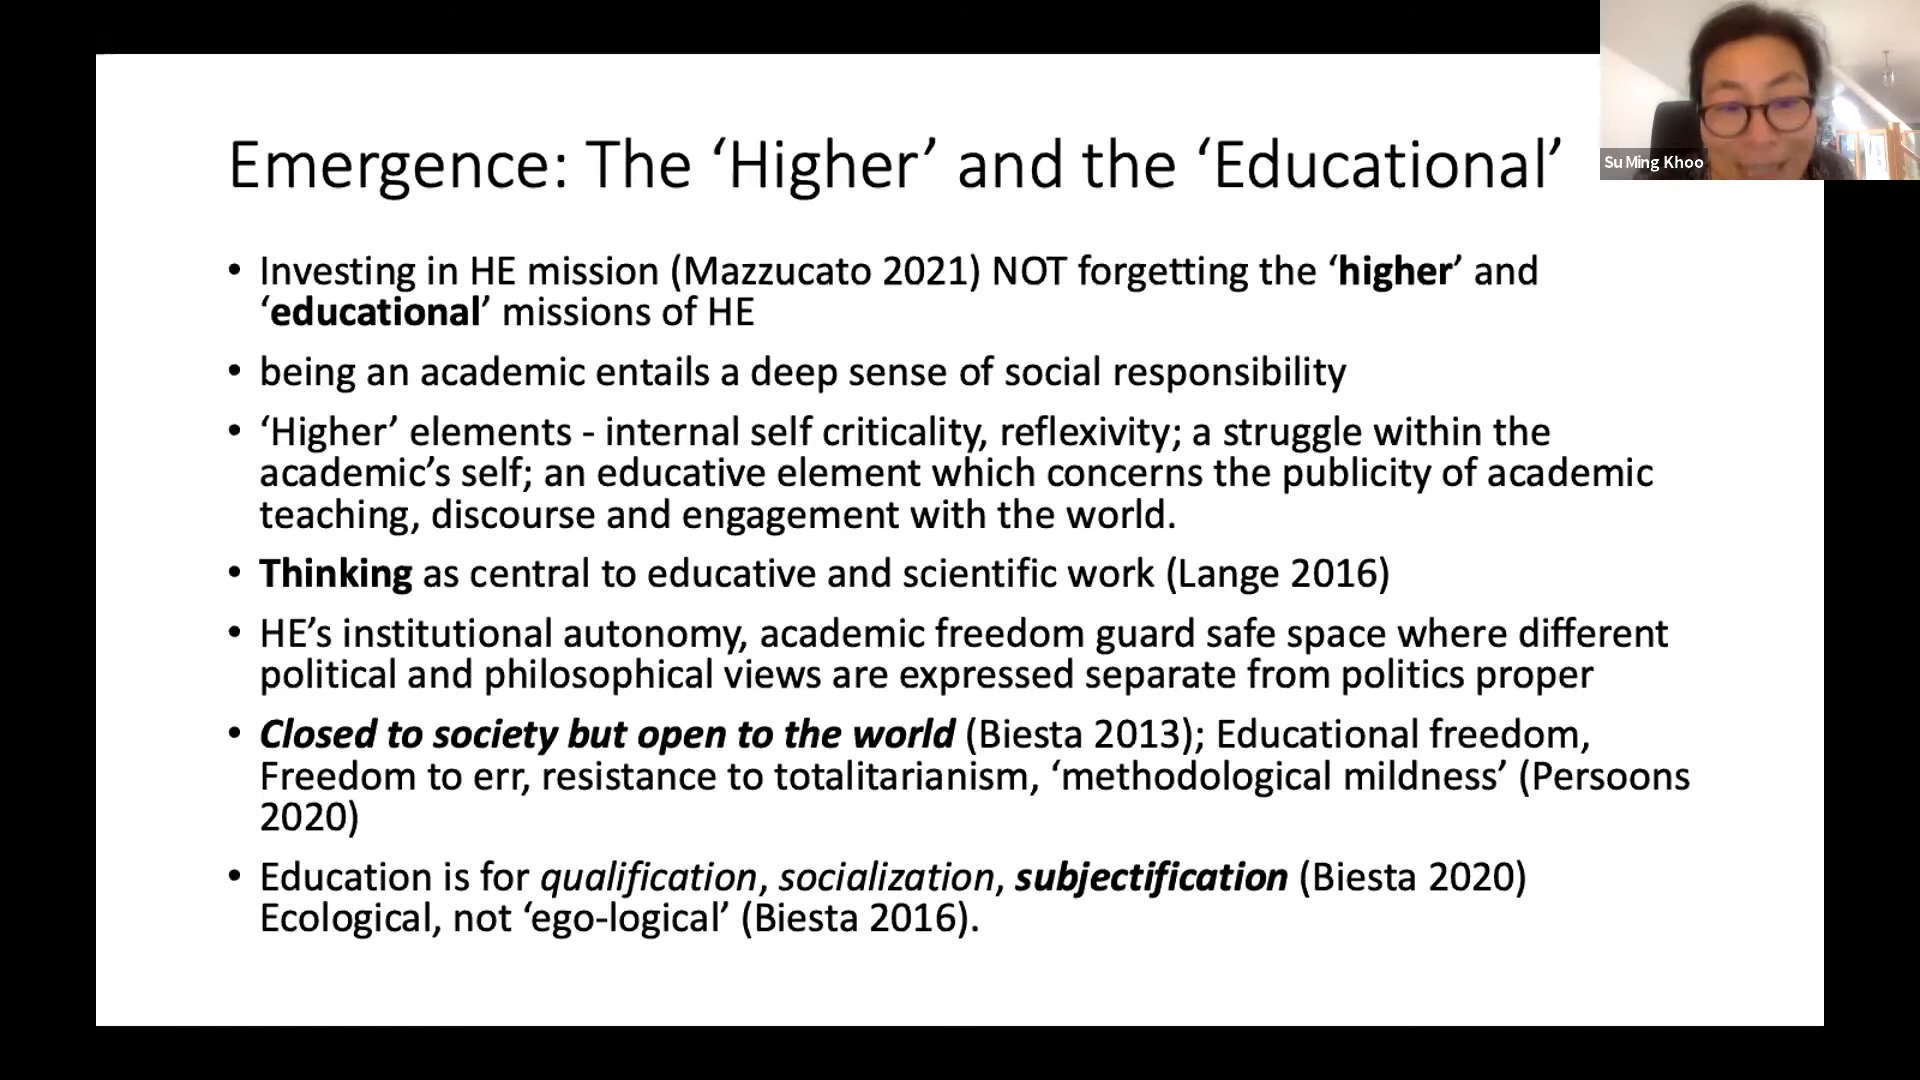 Emergence: The ‘Higher’ and the ‘Educational’
Su Ming Khoo
• Investing in HE mission (Mazzucato 2021) NOT forgetting the ‘higher’ and
‘educational’ missions of HE
• being an academic entails a deep sense of social responsibility
• ‘Higher’ elements - internal self criticality, reflexivity; a struggle within the
academic’s self; an educative element which concerns the publicity of academic
teaching, discourse and engagement with the world.
• Thinking as central to educative and scientific work (Lange 2016)
• HE’s institutional autonomy, academic freedom guard safe space where different
political and philosophical views are expressed separate from politics proper
• Closed to society but open to the world (Biesta 2013); Educational freedom,
Freedom to err, resistance to totalitarianism, ‘methodological mildness’ (Persoons
2020)
• Education is for qualification, socialization, subjectification (Biesta 2020)
Ecological, not ‘ego-logical’ (Biesta 2016).